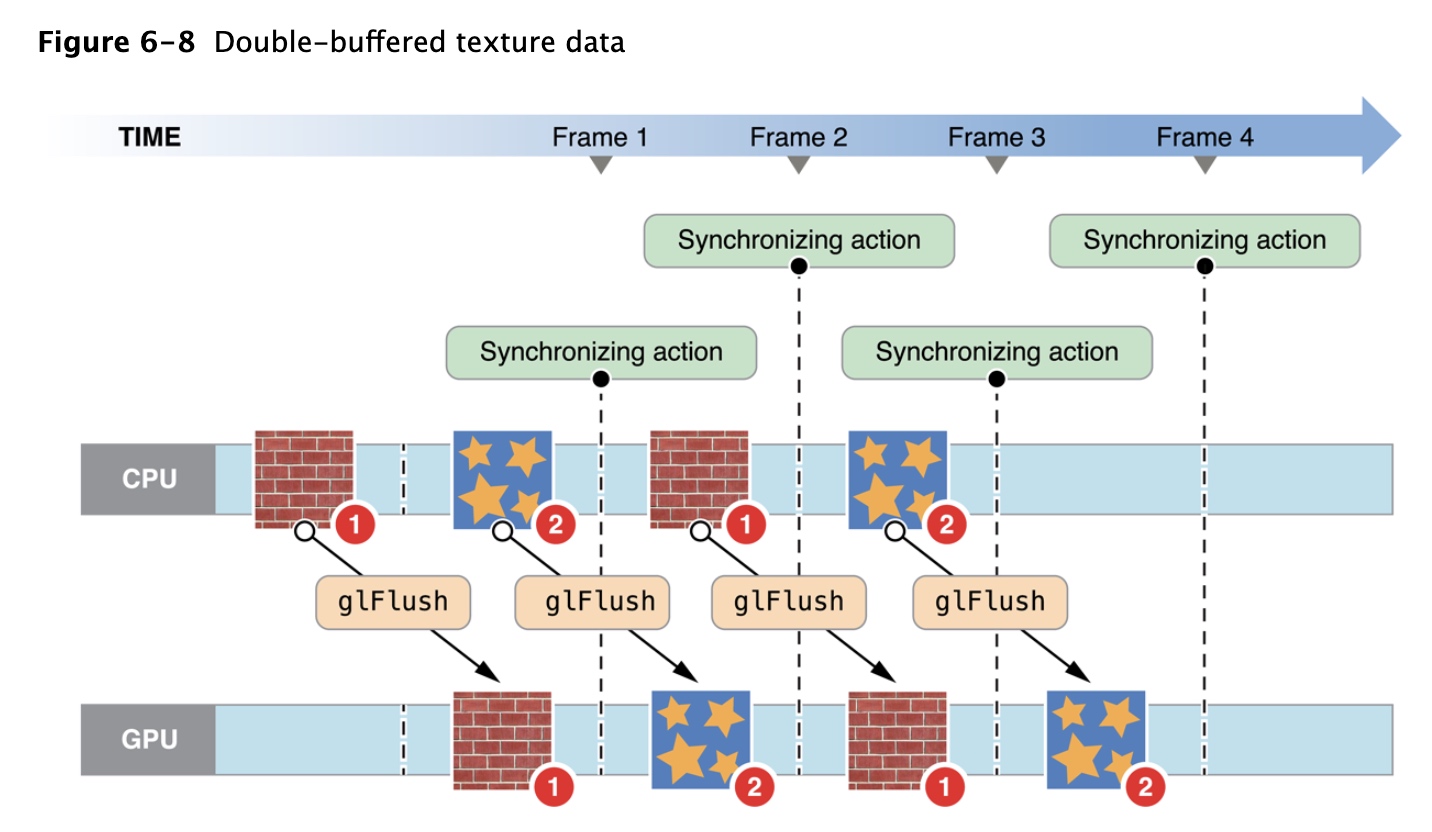 Figure 6-8 Double-buffered texture data
TIME
Frame 1
Frame 2
Frame 3
Frame 4
Synchronizing action
Synchronizing action
Synchronizing action
Synchronizing action
CPU
1
2
1
2
glFlush
glFlush
glFlush
glFlush
GPU
1
2
1
2